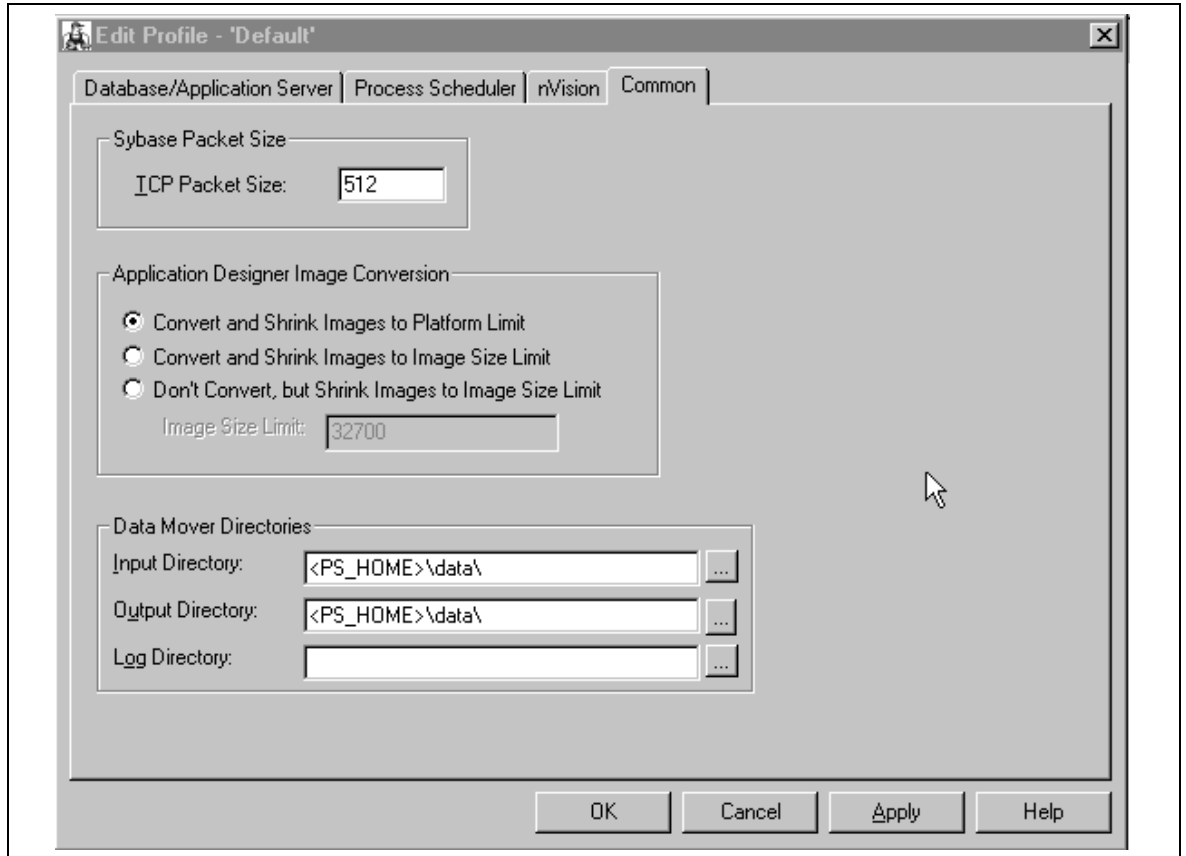 Edit Profile - 'Default'
Database/Application Server Process Scheduler nVision Common
Sybase Packet Size
TCP Packet Size: 512
Application Designer Image Conversion
Convert and Shrink Images to Platform Limit
Convert and Shrink Images to Image Size Limit
Don't Convert, but Shrink Images to Image Size Limit
Image Size Limit: 32700
Data Mover Directories
Input Directory: <PS_HOME>\data\ ...
Output Directory: <PS_HOME>\data\ ...
Log Directory: ...
OK Cancel Apply Help